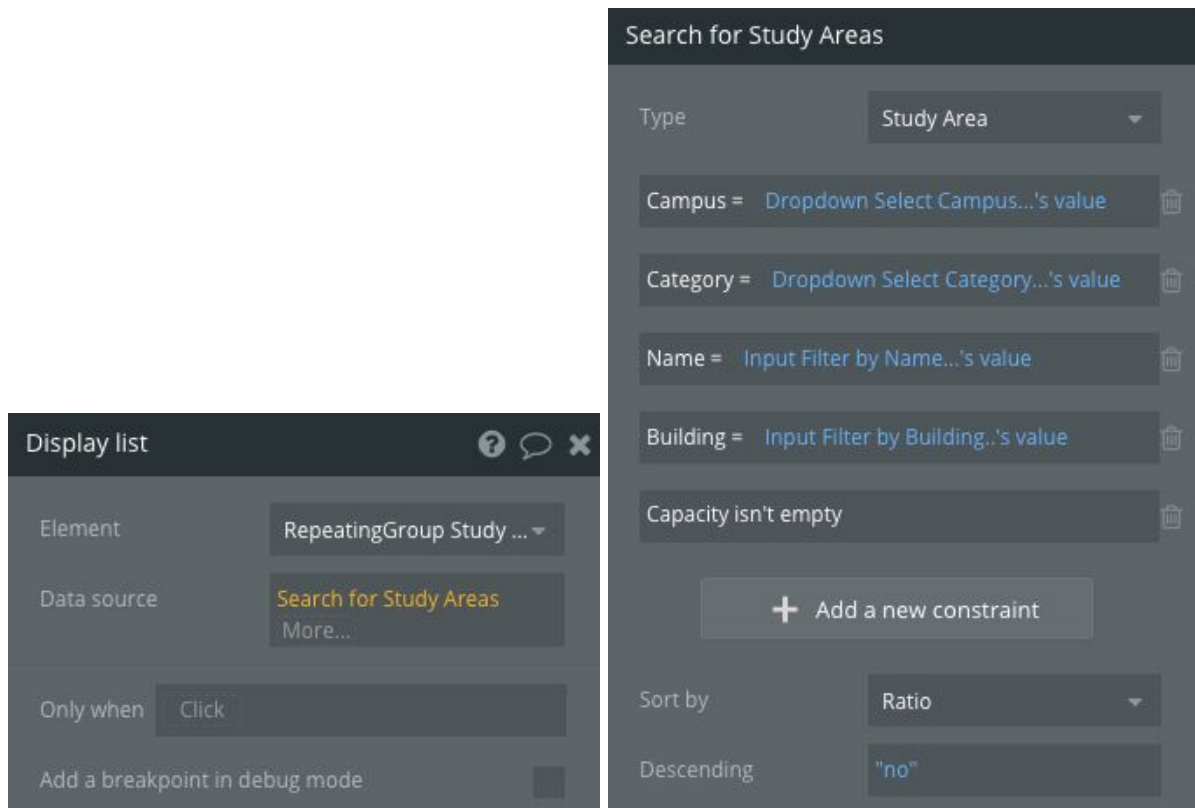 Display list
Element
RepeatingGroup Study ...
Data source
Search for Study Areas
More...
Only when
Click
Add a breakpoint in debug mode
Search for Study Areas
Type
Study Area
Campus = Dropdown Select Campus...'s value
Category = Dropdown Select Category...'s value
Name = Input Filter by Name...'s value
Building = Input Filter by Building..'s value
Capacity isn't empty
+ Add a new constraint
Sort by
Ratio
Descending
"no"